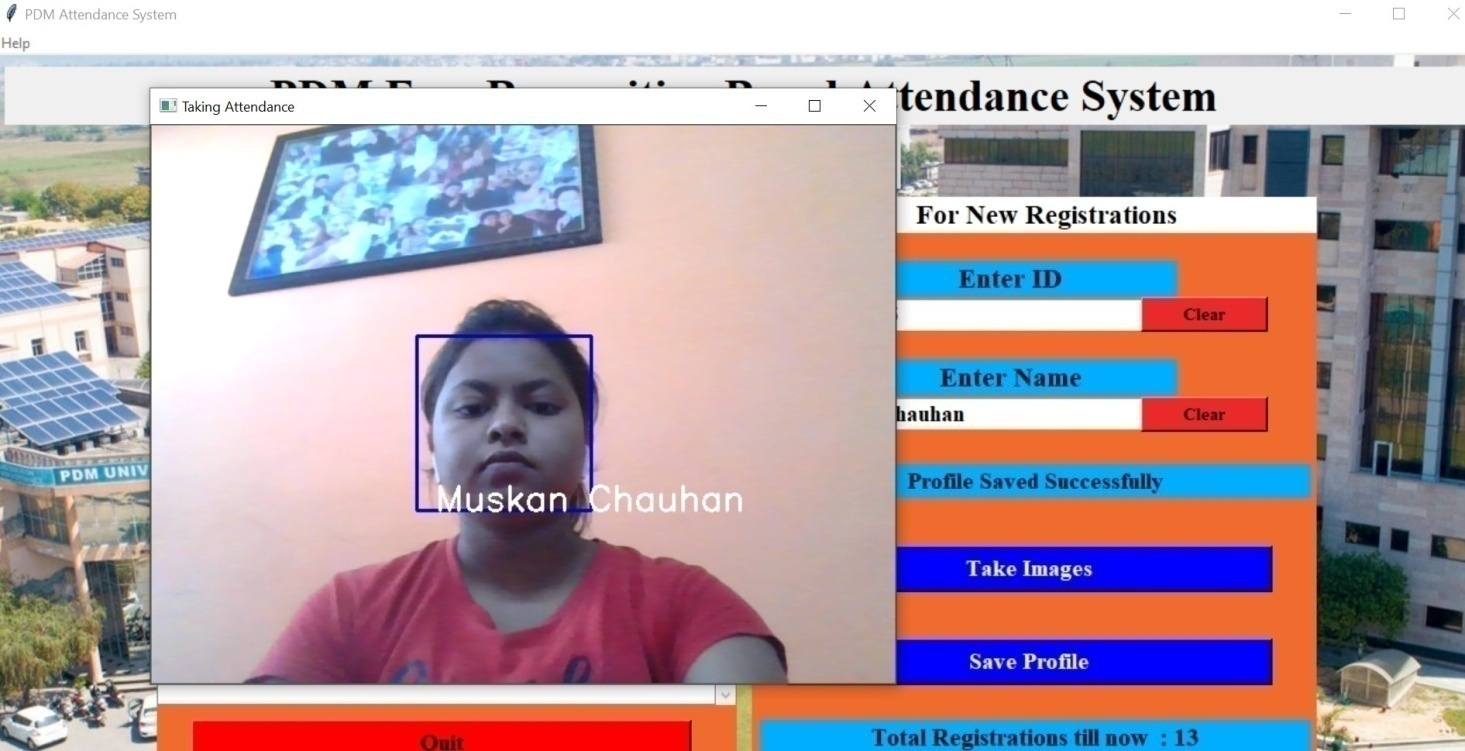 PDM Attendance System
Help
Attendance System
Taking Attendance
For New Registrations
Enter ID
Clear
Enter Name
hauhan
Clear
Profile Saved Successfully
PDM UNIV
Muskan Chauhan
Take Images
Save Profile
Quit
Total Registrations till now : 13